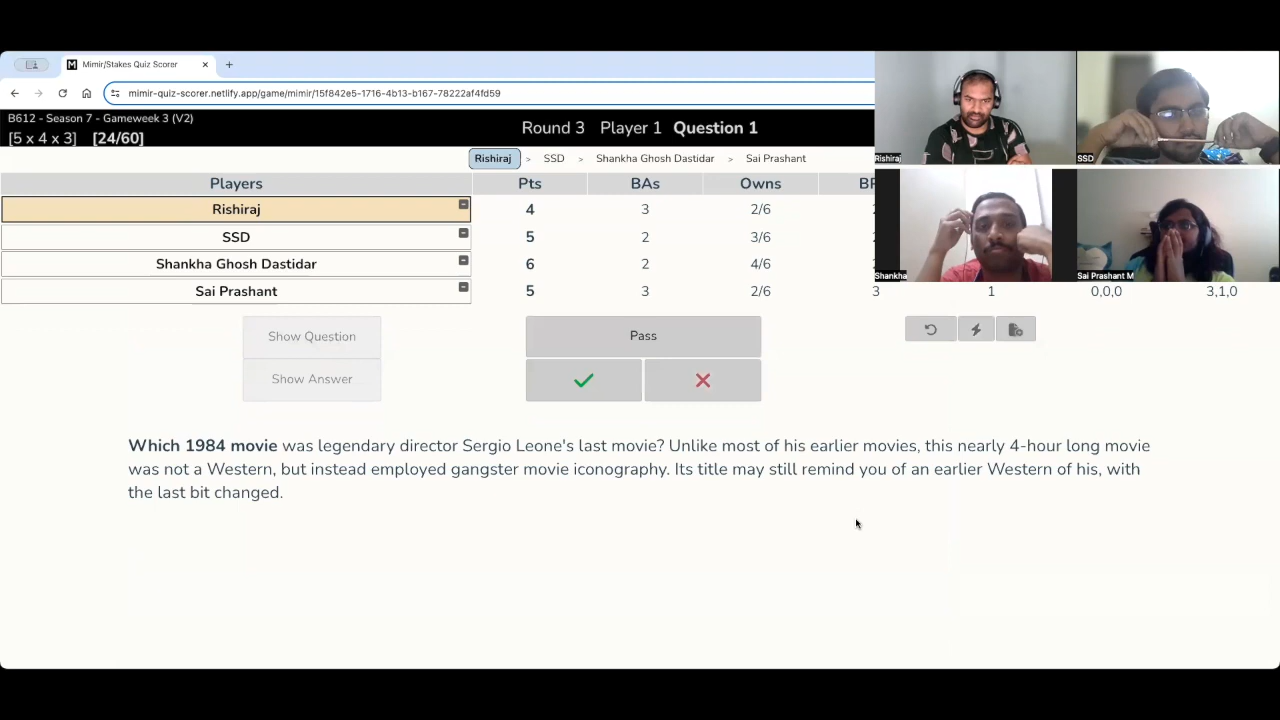 Mimir/Stakes Quiz Scorer
mimir-quiz-scorer.netlify.app/game/mimir/15f842e5-1716-4b13-b167-78222af4fd59
B612 - Season 7 - Gameweek 3 (V2)
[5 x 4 x 3] [24/60]
Round 3 Player 1 Question 1
Rishiraj > SSD > Shankha Ghosh Dastidar > Sai Prashant
Players Pts BAs Owns
Rishiraj 4 3 2/6
SSD 5 2 3/6
Shankha Ghosh Dastidar 6 2 4/6
Sai Prashant 5 3 2/6 3 1 0,0,0 3,1,0
Rishiraj
SSD
Shankha
Sai Prashant M
Show Question
Pass
Show Answer
Which 1984 movie was legendary director Sergio Leone's last movie? Unlike most of his earlier movies, this nearly 4-hour long movie
was not a Western, but instead employed gangster movie iconography. Its title may still remind you of an earlier Western of his, with
the last bit changed.